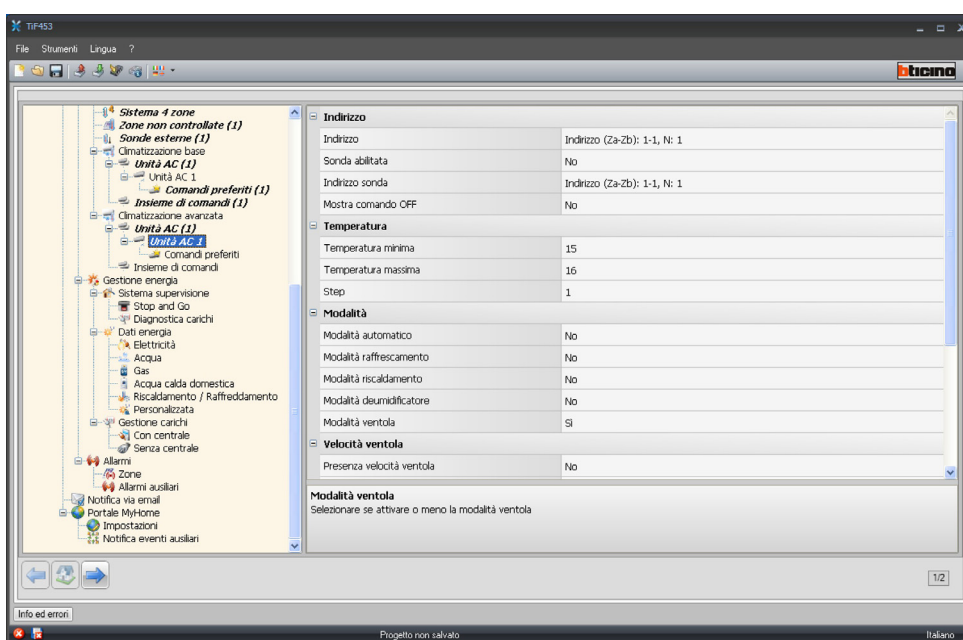 TiF453
File Strumenti Lingua ?
bticino
Sistema 4 zone
Zone non controllate (1)
Sonde esterne (1)
Climatizzazione base
Unità AC (1)
Unità AC 1
Comandi preferiti (1)
Insieme di comandi (1)
Climatizzazione avanzata
Unità AC (1)
Unità AC 1
Comandi preferiti
Insieme di comandi
Gestione energia
Sistema supervisione
Stop and Go
Diagnostica carichi
Dati energia
Elettricità
Acqua
Gas
Acqua calda domestica
Riscaldamento / Raffreddamento
Personalizzata
Gestione carichi
Con centrale
Senza centrale
Allarmi
Zone
Allarmi ausiliari
Notifica via email
Portale MyHome
Impostazioni
Notifica eventi ausiliari
Indirizzo
Indirizzo Indirizzo (Za-Zb): 1-1, N: 1
Sonda abilitata No
Indirizzo sonda Indirizzo (Za-Zb): 1-1, N: 1
Mostra comando OFF No
Temperatura
Temperatura minima 15
Temperatura massima 16
Step 1
Modalità
Modalità automatico No
Modalità raffrescamento No
Modalità riscaldamento No
Modalità deumidificatore No
Modalità ventola Sì
Velocità ventola
Presenza velocità ventola No
Modalità ventola
Selezionare se attivare o meno la modalità ventola
1/2
Info ed errori
Progetto non salvato Italiano